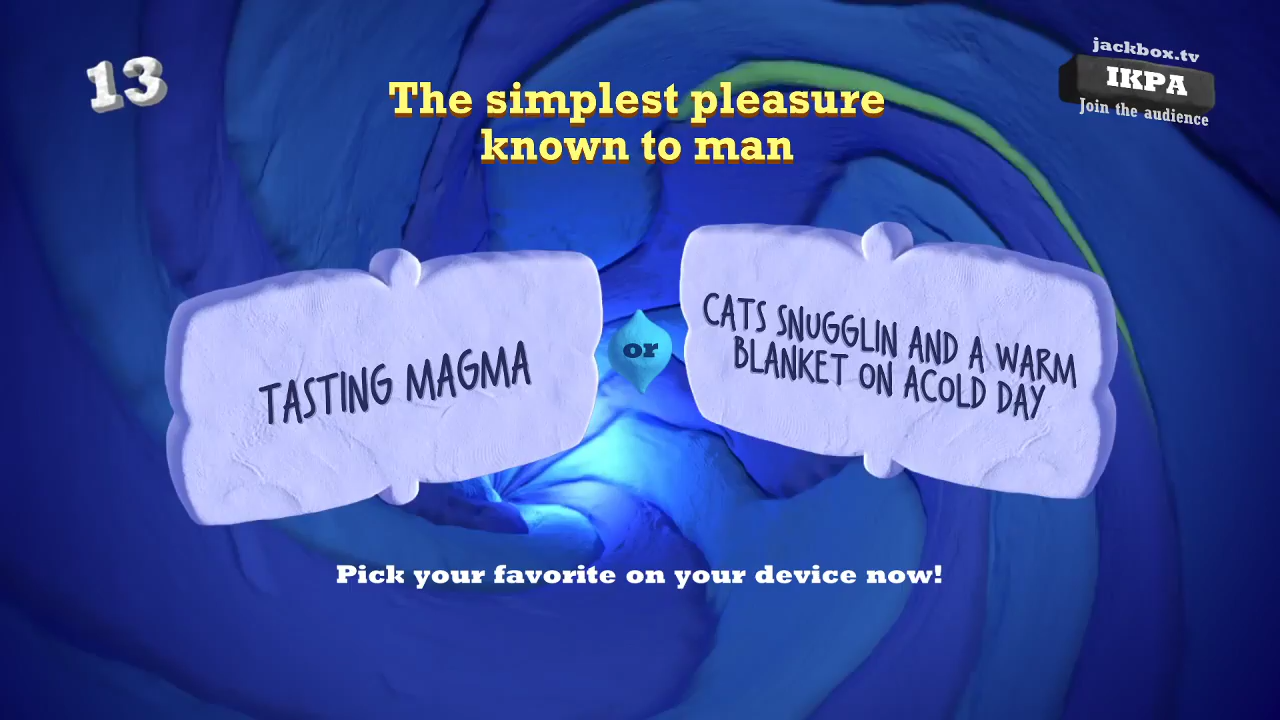 13
jackbox.tv
IKPA
Join the audience
The simplest pleasure
known to man
TASTING MAGMA
or
CATS SNUGGLIN AND A WARM
BLANKET ON ACOLD DAY
Pick your favorite on your device now!